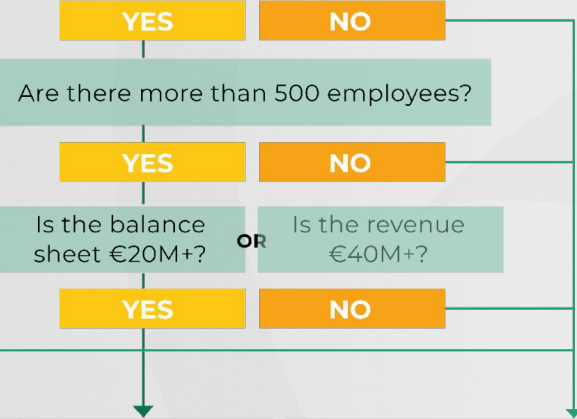 YES
NO
Are there more than 500 employees?
YES
NO
Is the balance
sheet €20M+?
OR
Is the revenue
€40M+?
YES
NO